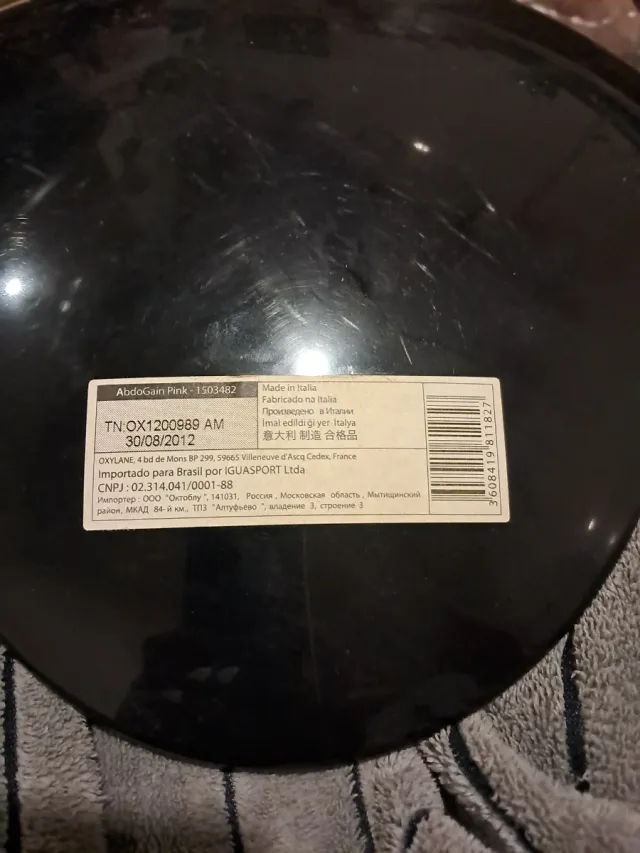 AbdoGain Pink - 1503482
TN:OX1200989 AM
30/08/2012
Made in Italia
Fabricado na Italia
Произведено в Италии
İmal edildiği yer İtalya
意大利 制造 合格品
OXYLANE, 4 bd de Mons BP 299, 59665 Villeneuve d'Ascq Cedex, France
Importado para Brasil por IGUASPORT Ltda
CNPJ : 02.314.041/0001-88
Импортер : ООО "Октоблу", 141031, Россия, Московская область, Мытищинский
район, МКАД 84-й км., ТПЗ "Алтуфьево", владение 3, строение 3
3608419811827